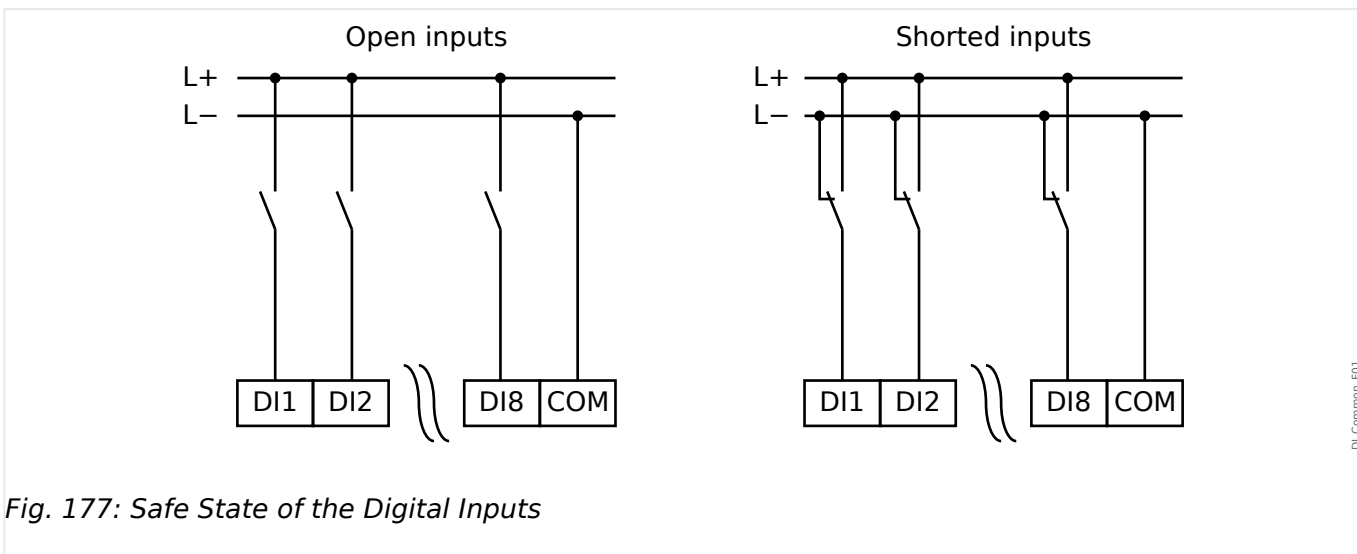 Open inputs
Shorted inputs
L+
L−
L+
L−
DI1 DI2 DI8 COM
DI1 DI2 DI8 COM
DI_Common_E01
Fig. 177: Safe State of the Digital Inputs